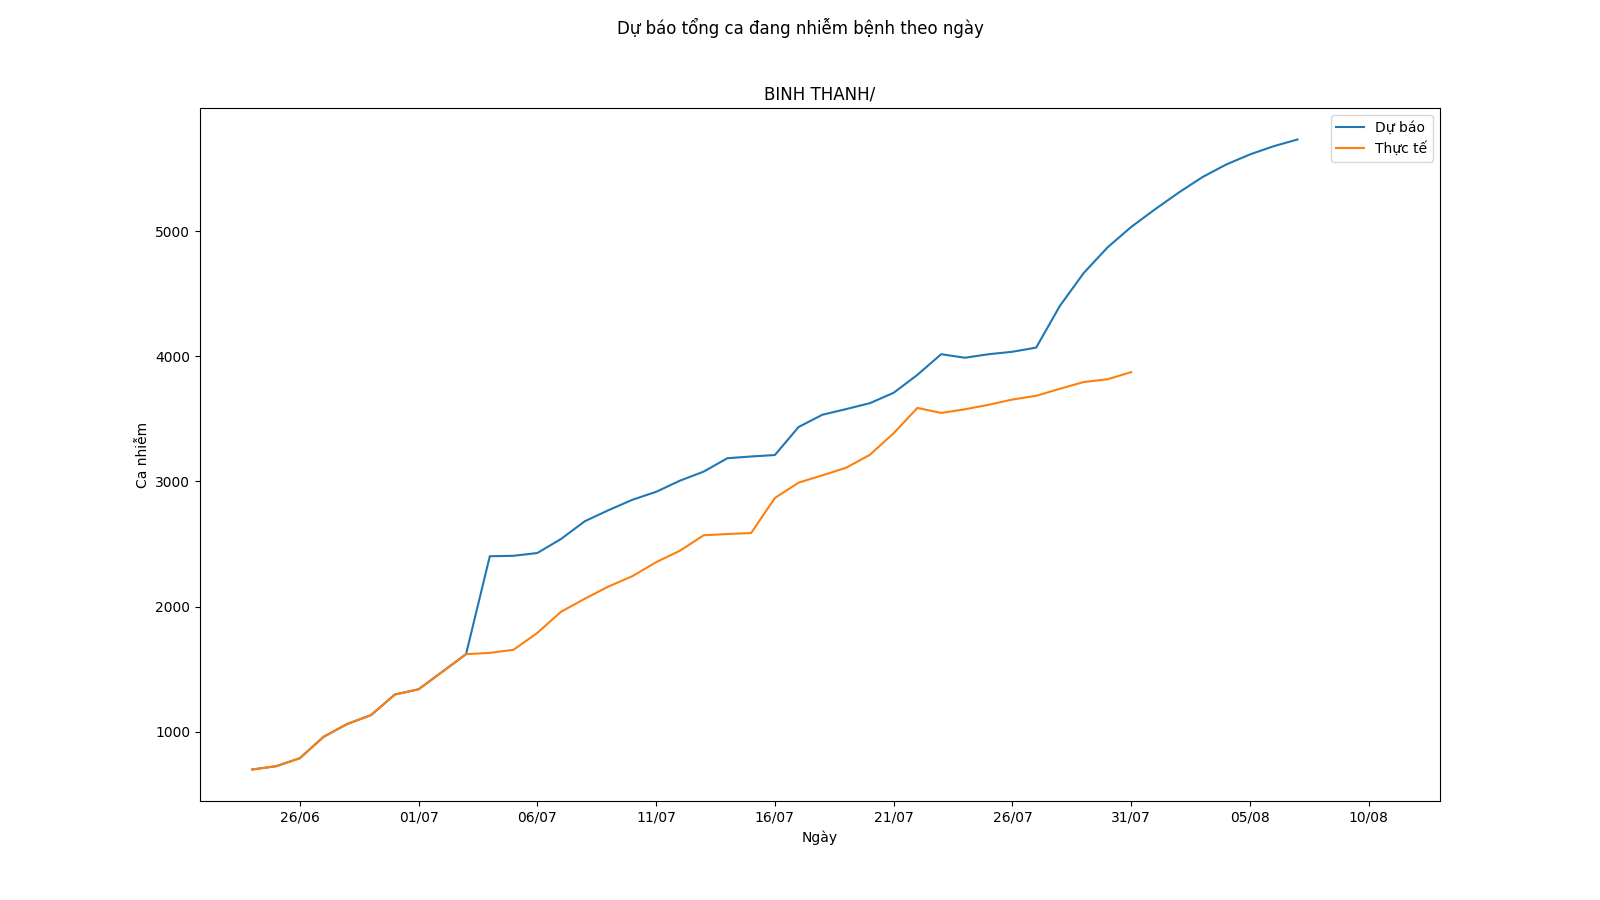 Dự báo tổng ca đang nhiễm bệnh theo ngày
BINH THANH/
Dự báo
Thực tế
Ca nhiễm
5000
4000
3000
2000
1000
26/06
01/07
06/07
11/07
16/07
21/07
26/07
31/07
05/08
10/08
Ngày